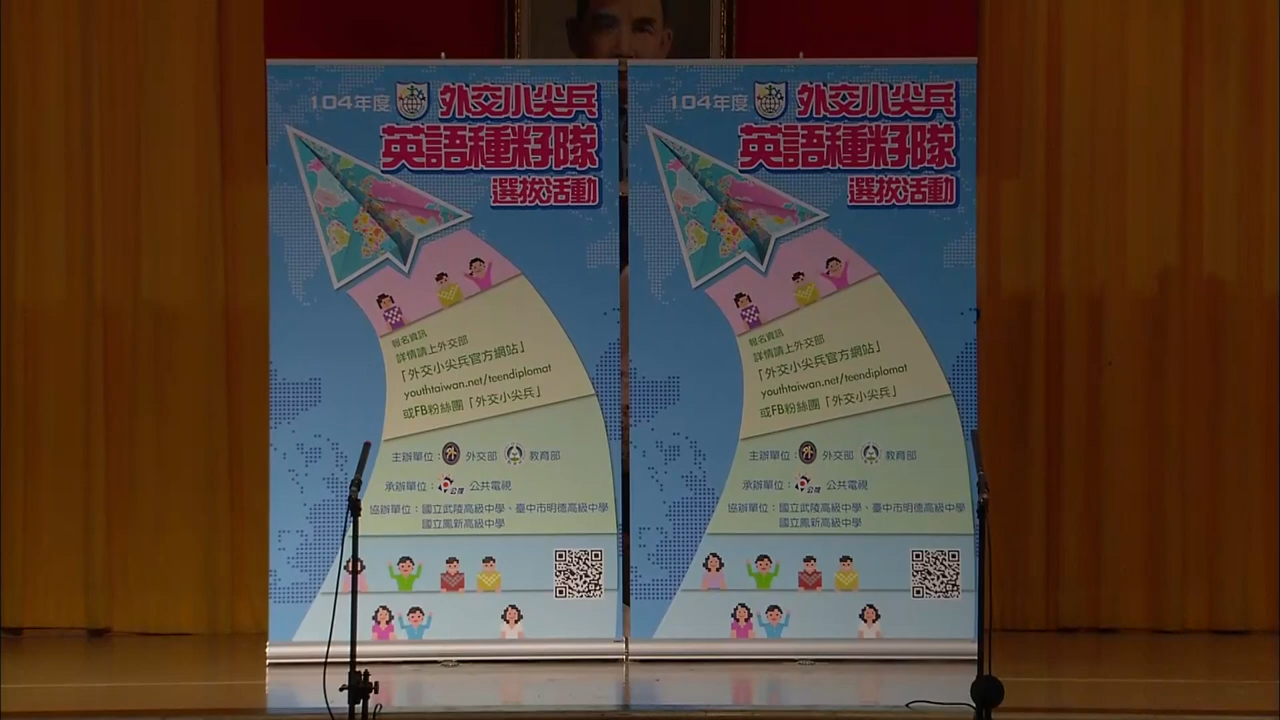 104年度 外交小尖兵
英語種籽隊
選拔活動
報名資訊
詳情請上外交部
「外交小尖兵官方網站」
youthtaiwan.net/teendiplomat
或FB粉絲團「外交小尖兵」
主辦單位： 外 外交部 教育部
承辦單位： 公視 公共電視
協辦單位：國立武陵高級中學、臺中市明德高級中學
國立鳳新高級中學
104年度 外交小尖兵
英語種籽隊
選拔活動
報名資訊
詳情請上外交部
「外交小尖兵官方網站」
youthtaiwan.net/teendiplomat
或FB粉絲團「外交小尖兵」
主辦單位： 外 外交部 教育部
承辦單位： 公視 公共電視
協辦單位：國立武陵高級中學、臺中市明德高級中學
國立鳳新高級中學